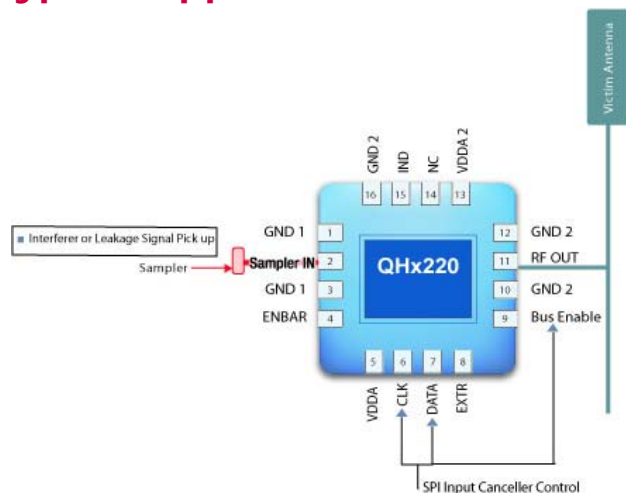 Victim Antenna
GND 2
IND
NC
VDDA 2
16
15
14
13
GND 1
1
12
GND 2
Interferer or Leakage Signal Pick up
Sampler
Sampler IN
2
QHx220
11
RF OUT
GND 1
3
10
GND 2
ENBAR
4
9
Bus Enable
5
6
7
8
VDDA
CLK
DATA
EXTR
SPI Input Canceller Control